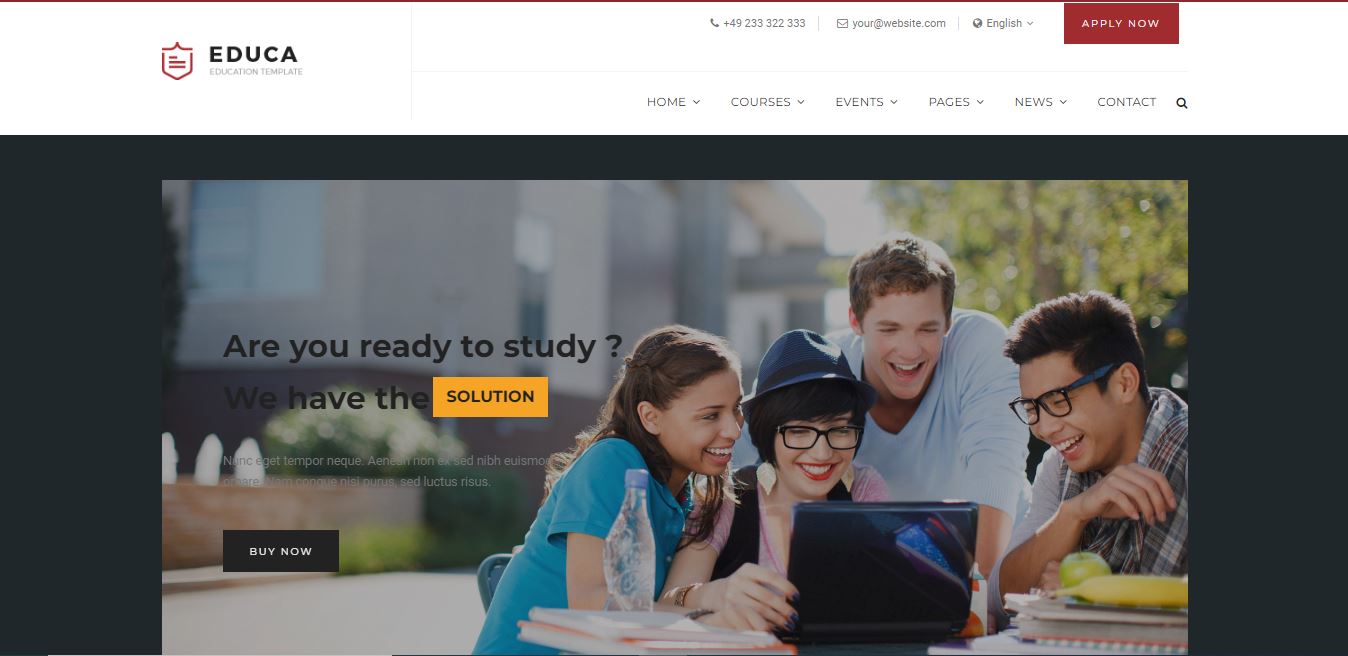 +49 233 322 333
your@website.com
English
APPLY NOW
EDUCA
EDUCATION TEMPLATE
HOME
COURSES
EVENTS
PAGES
NEWS
CONTACT
Are you ready to study ?
We have the SOLUTION
Nunc eget tempor neque. Aenean non ex sed nibh euismod
ornare. Nam conque nisi purus, sed luctus risus.
BUY NOW